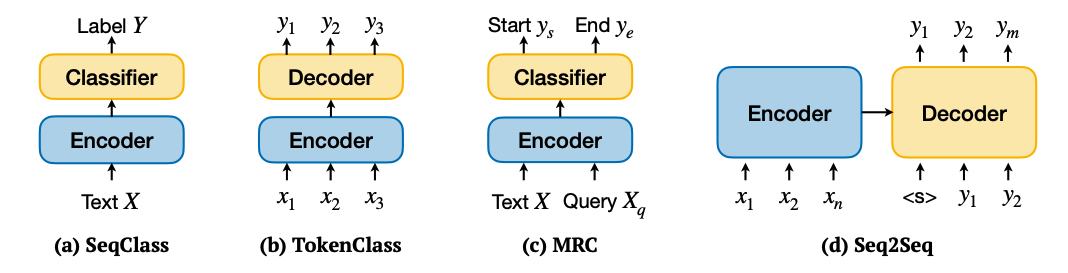 Label Y
Classifier
Encoder
Text X
(a) SeqClass
y₁ y₂ y₃
Decoder
Encoder
x₁ x₂ x₃
(b) TokenClass
Start yₛ End yₑ
Classifier
Encoder
Text X Query X_q
(c) MRC
y₁ y₂ yₘ
Encoder
Decoder
x₁ x₂ xₙ
<s> y₁ y₂
(d) Seq2Seq